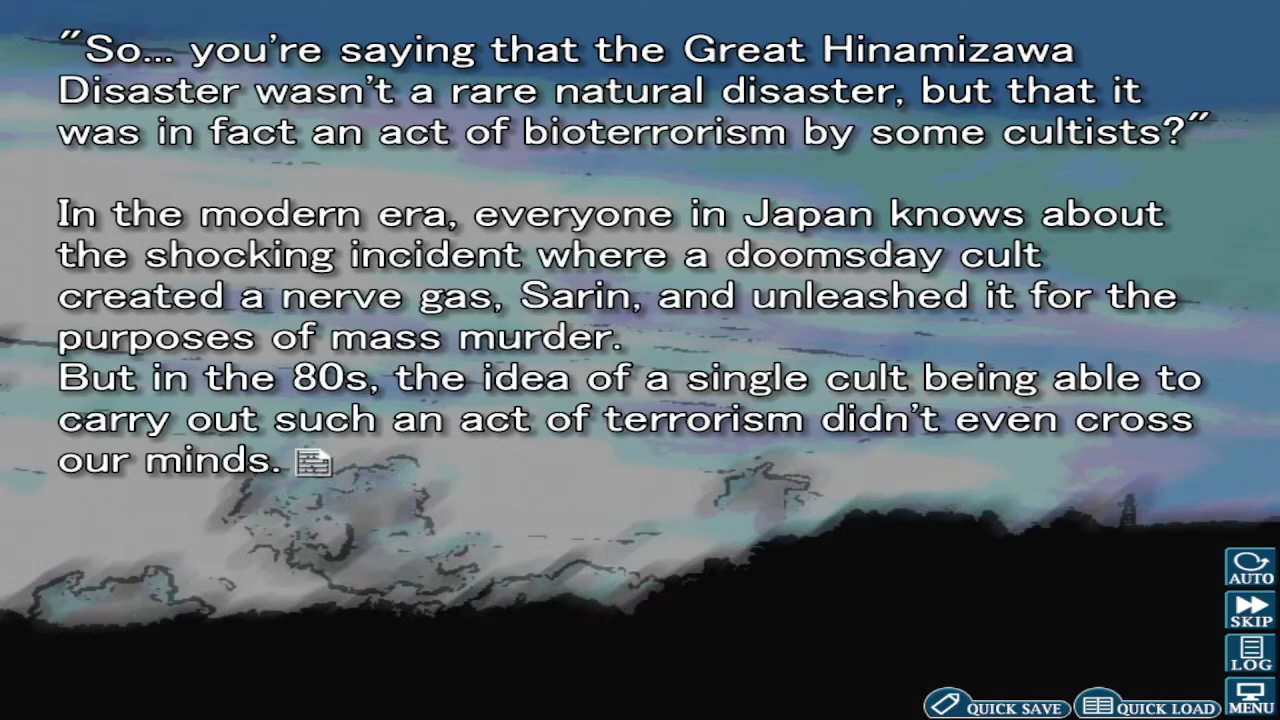 "So... you're saying that the Great Hinamizawa
Disaster wasn't a rare natural disaster, but that it
was in fact an act of bioterrorism by some cultists?"
In the modern era, everyone in Japan knows about
the shocking incident where a doomsday cult
created a nerve gas, Sarin, and unleashed it for the
purposes of mass murder.
But in the 80s, the idea of a single cult being able to
carry out such an act of terrorism didn't even cross
our minds.
AUTO
SKIP
LOG
MENU
QUICK SAVE
QUICK LOAD